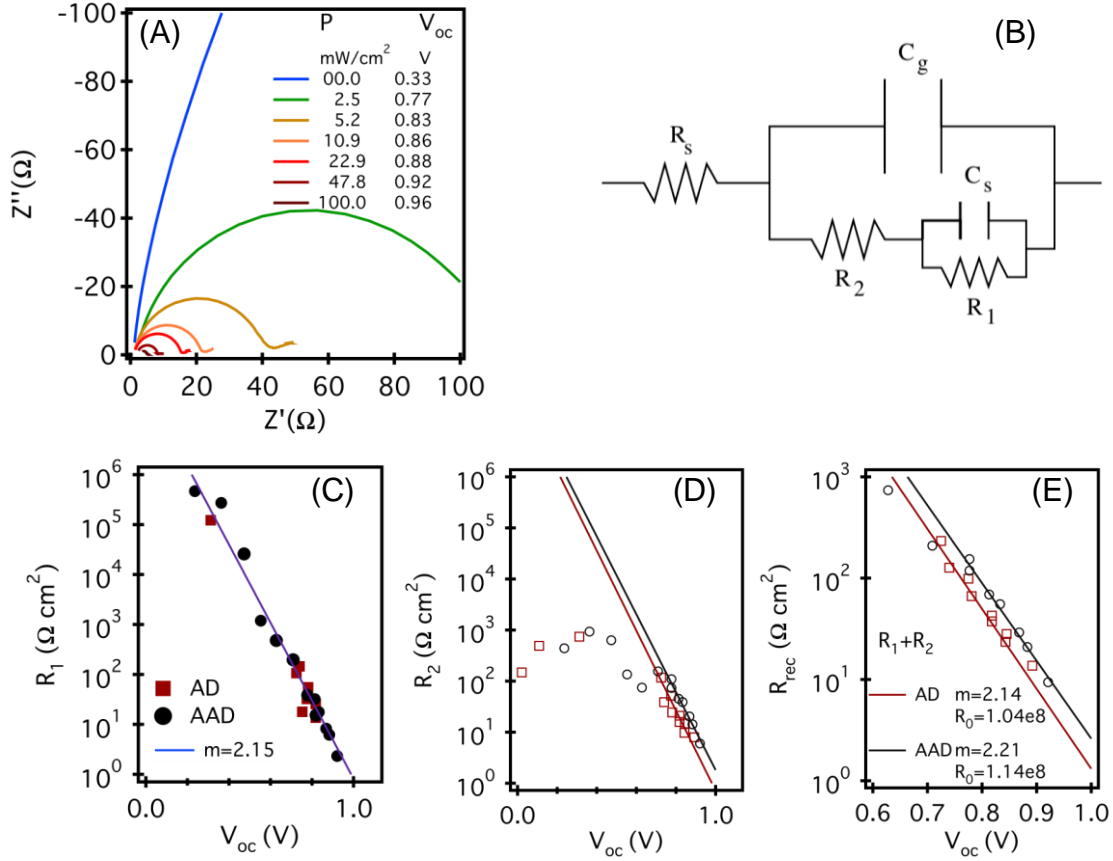 (A)
P V_oc
mW/cm² V
00.0 0.33
2.5 0.77
5.2 0.83
10.9 0.86
22.9 0.88
47.8 0.92
100.0 0.96
-100
-80
-60
-40
-20
0
Z''(Ω)
0 20 40 60 80 100
Z'(Ω)
(B)
C_g
R_s
C_s
R_2
R_1
(C)
10⁶
10⁵
10⁴
10³
10²
10¹
10⁰
R_1 (Ω cm²)
AD
AAD
m=2.15
0.0 1.0
V_oc (V)
(D)
10⁶
10⁵
10⁴
10³
10²
10¹
10⁰
R_2 (Ω cm²)
0.0 1.0
V_oc (V)
(E)
10³
10²
10¹
10⁰
R_rec (Ω cm²)
R_1+R_2
AD m=2.14
R_0=1.04e8
AAD m=2.21
R_0=1.14e8
0.6 0.7 0.8 0.9 1.0
V_oc (V)